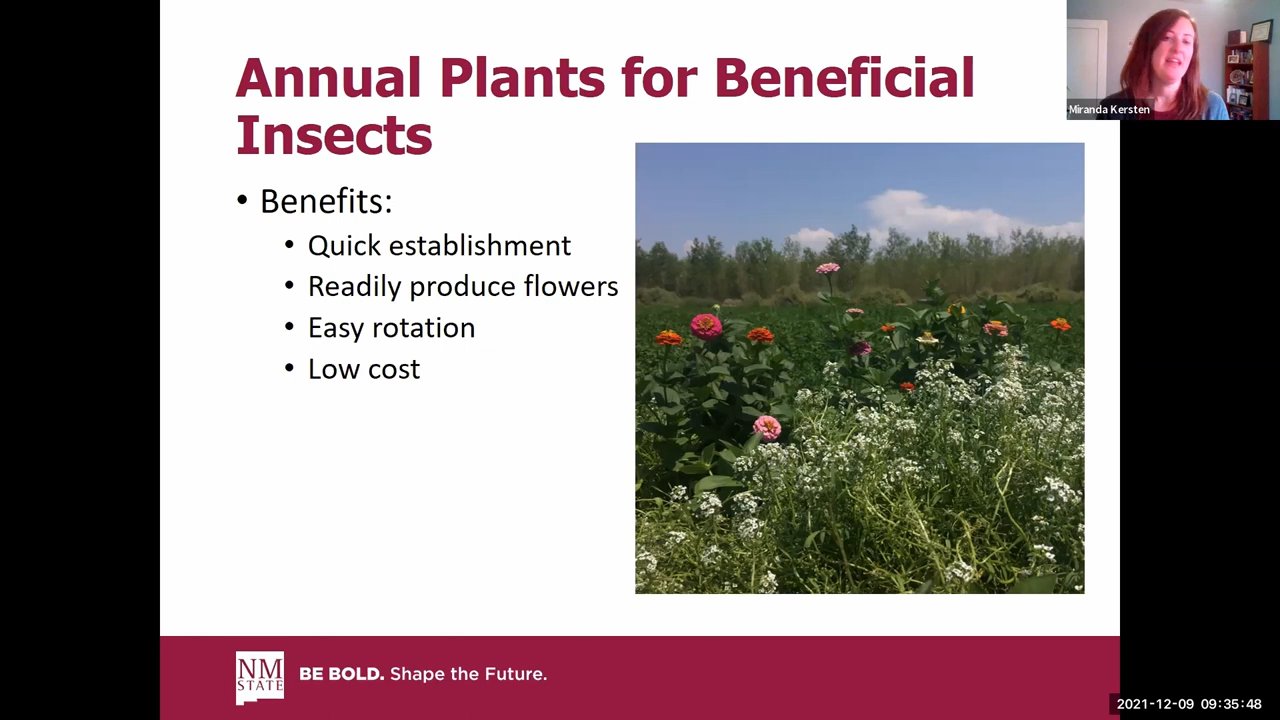 Annual Plants for Beneficial
Insects
• Benefits:
• Quick establishment
• Readily produce flowers
• Easy rotation
• Low cost
Miranda Kersten
NM
STATE
BE BOLD. Shape the Future.
2021-12-09 09:35:48